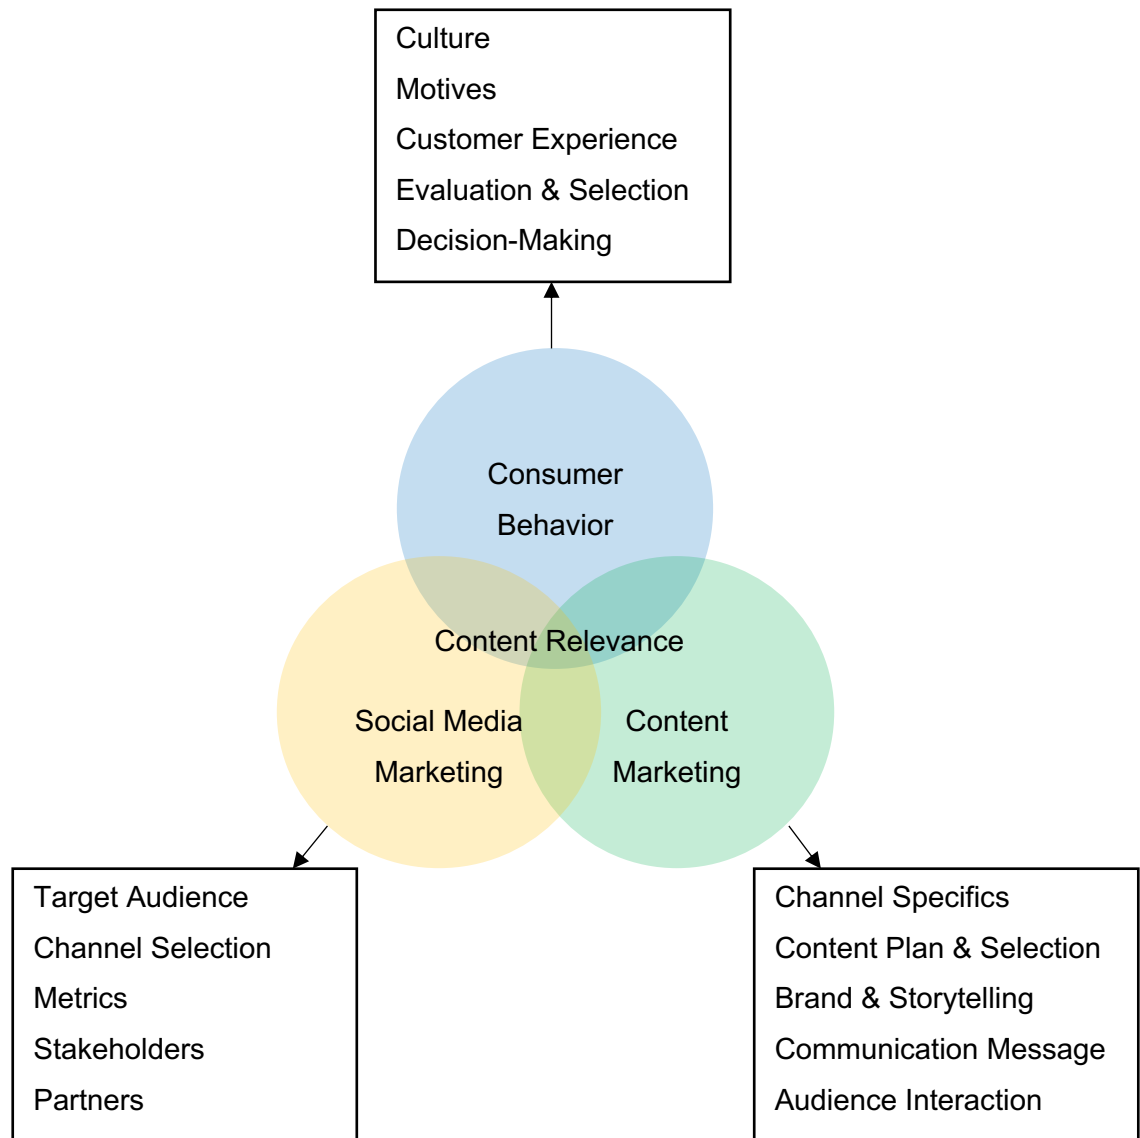 Culture
Motives
Customer Experience
Evaluation & Selection
Decision-Making
Consumer
Behavior
Content Relevance
Social Media
Marketing
Content
Marketing
Target Audience
Channel Selection
Metrics
Stakeholders
Partners
Channel Specifics
Content Plan & Selection
Brand & Storytelling
Communication Message
Audience Interaction